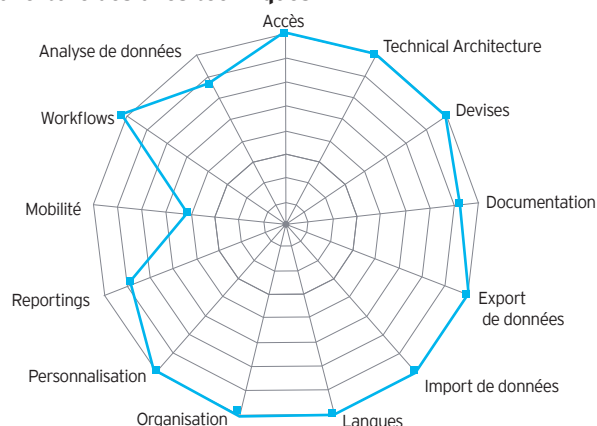 Accès
Technical Architecture
Devises
Documentation
Export
de données
Import de données
Langues
Organisation
Personnalisation
Reportings
Mobilité
Workflows
Analyse de données